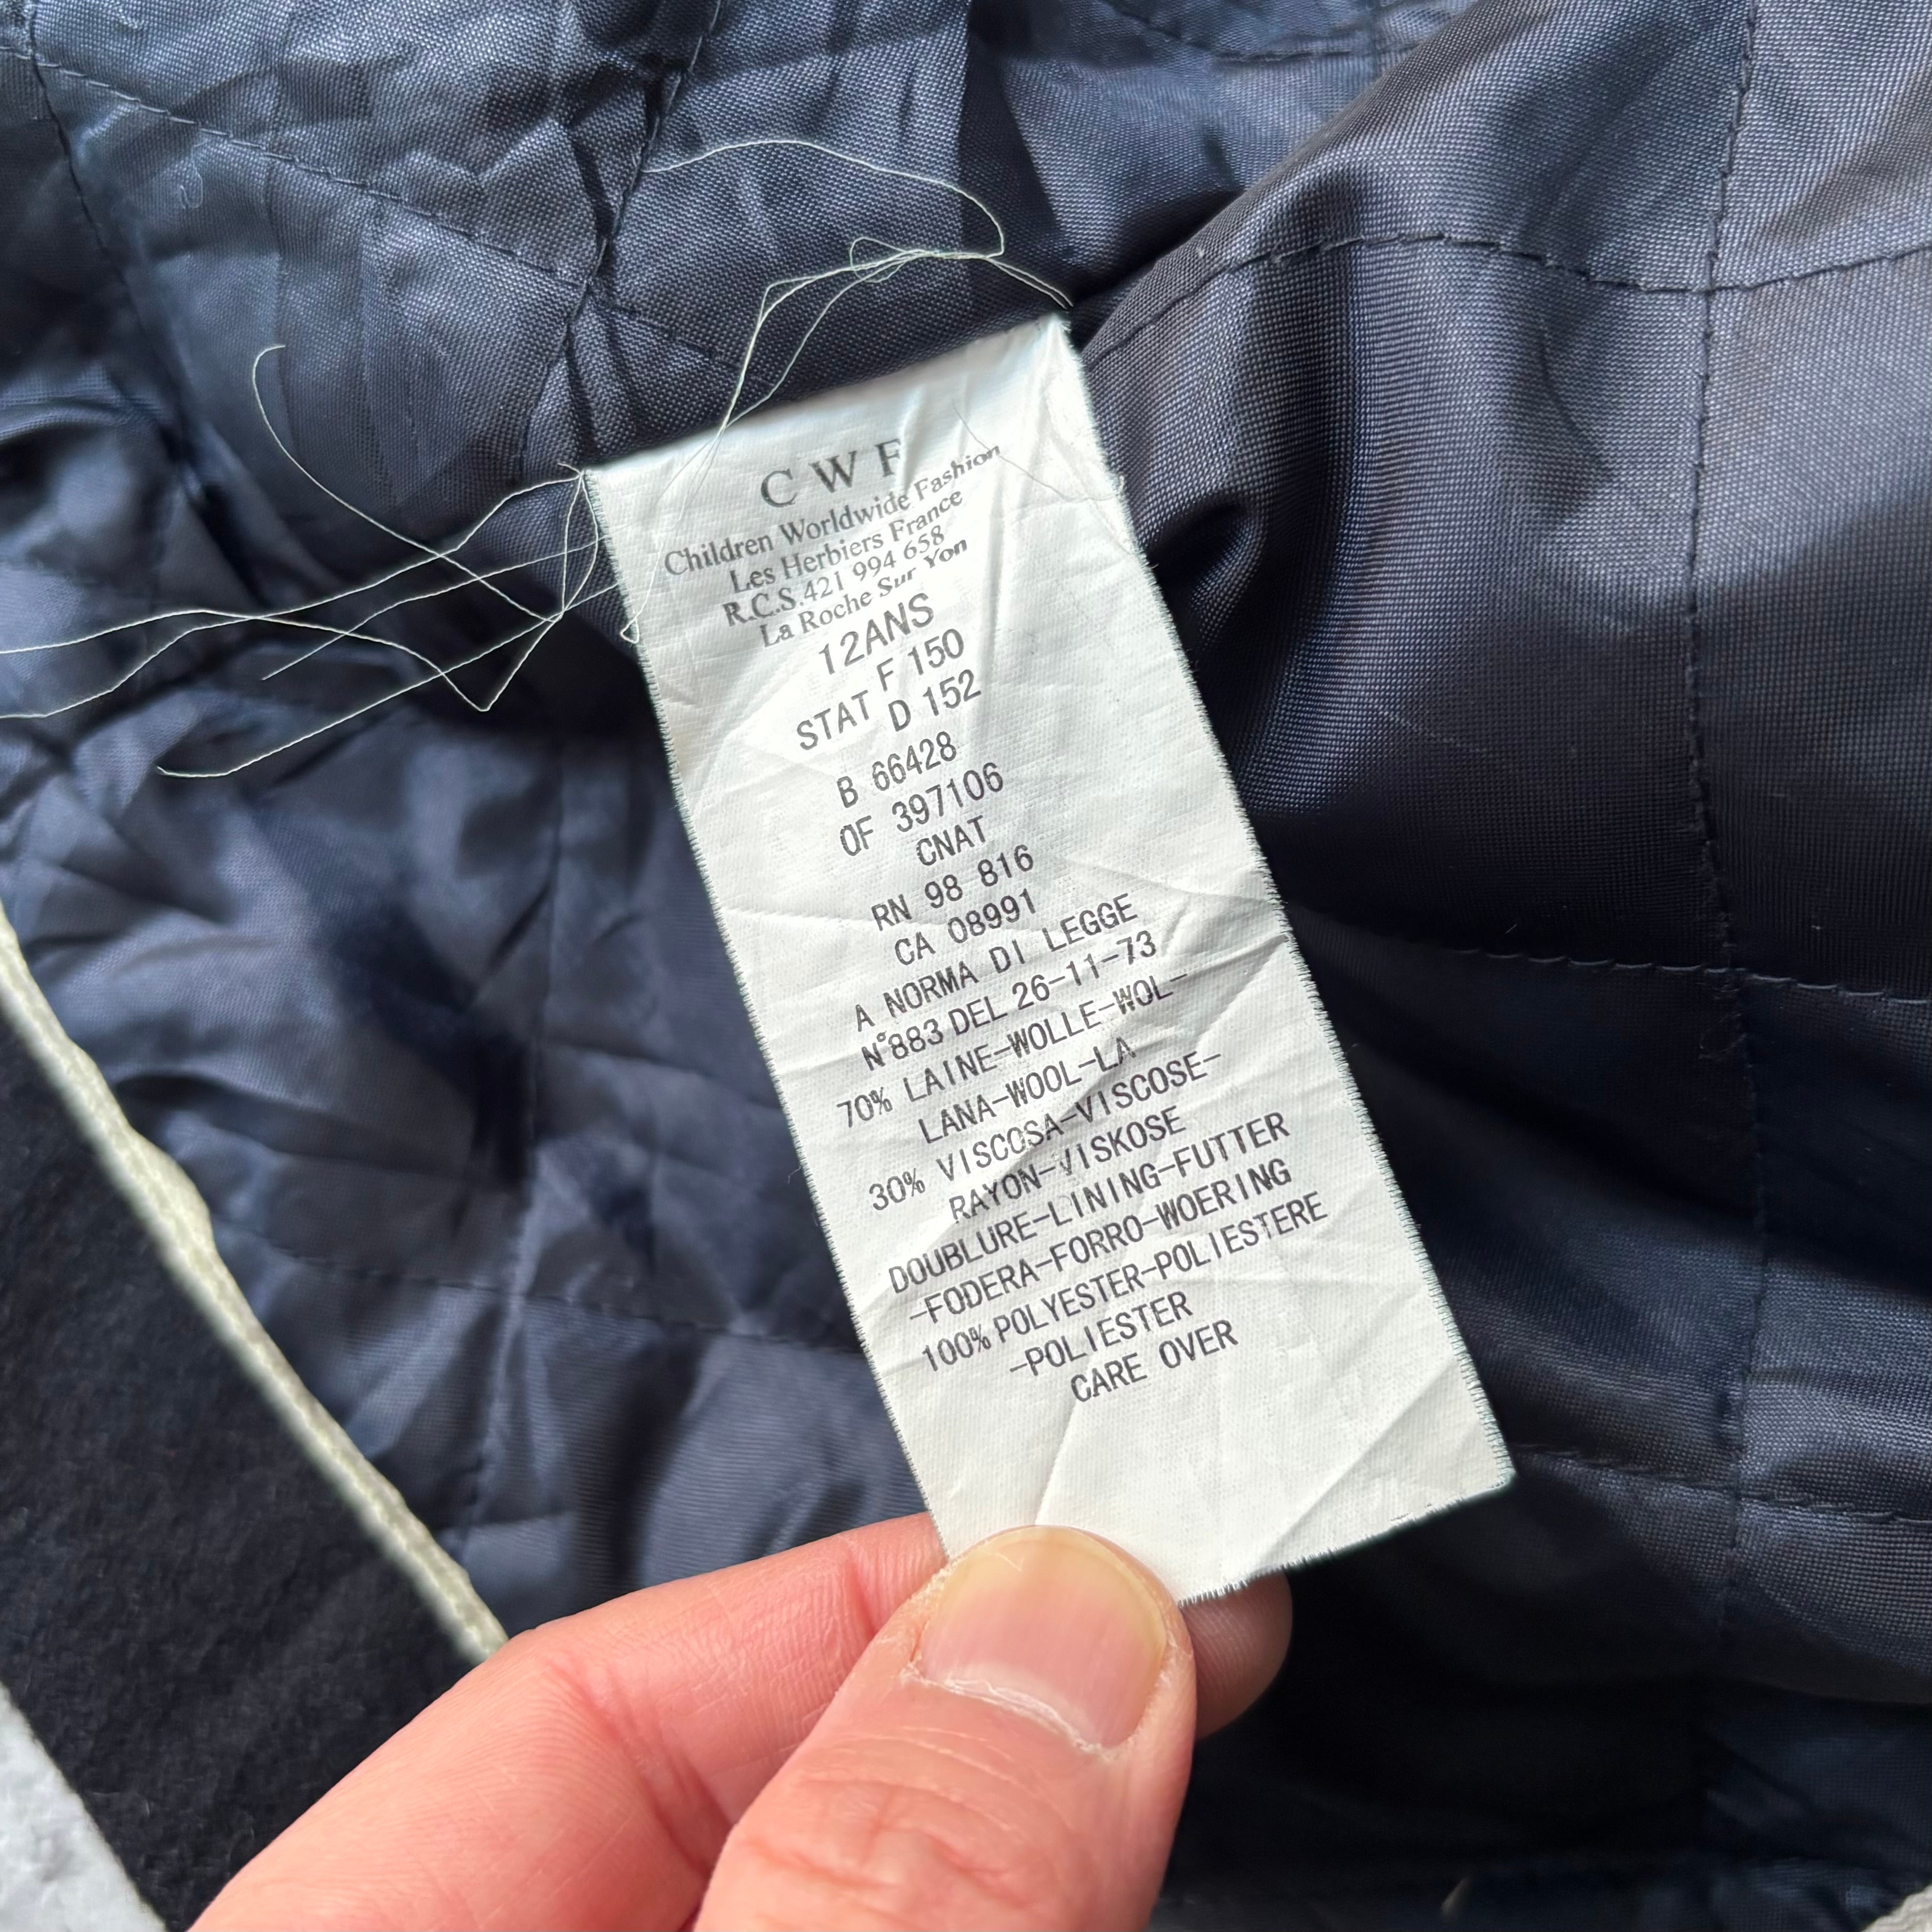 CWF
Children Worldwide Fashion
Les Herbiers France
R.C.S.421 994 658
La Roche Sur Yon
12ANS
F 150
STAT
D 152
B 66428
OF 397106
CNAT
RN 98 816
CA 08991
A NORMA DI LEGGE
N°883 DEL 26-11-73
70% LAINE-WOLLE-WOL-
LANA-WOOL-LA
30% VISCOSA-VISCOSE-
RAYON-VISKOSE
DOUBLURE-LINING-FUTTER
-FODERA-FORRO-WOERING
100% POLYESTER-POLIESTERE
-POLIESTER
CARE OVER